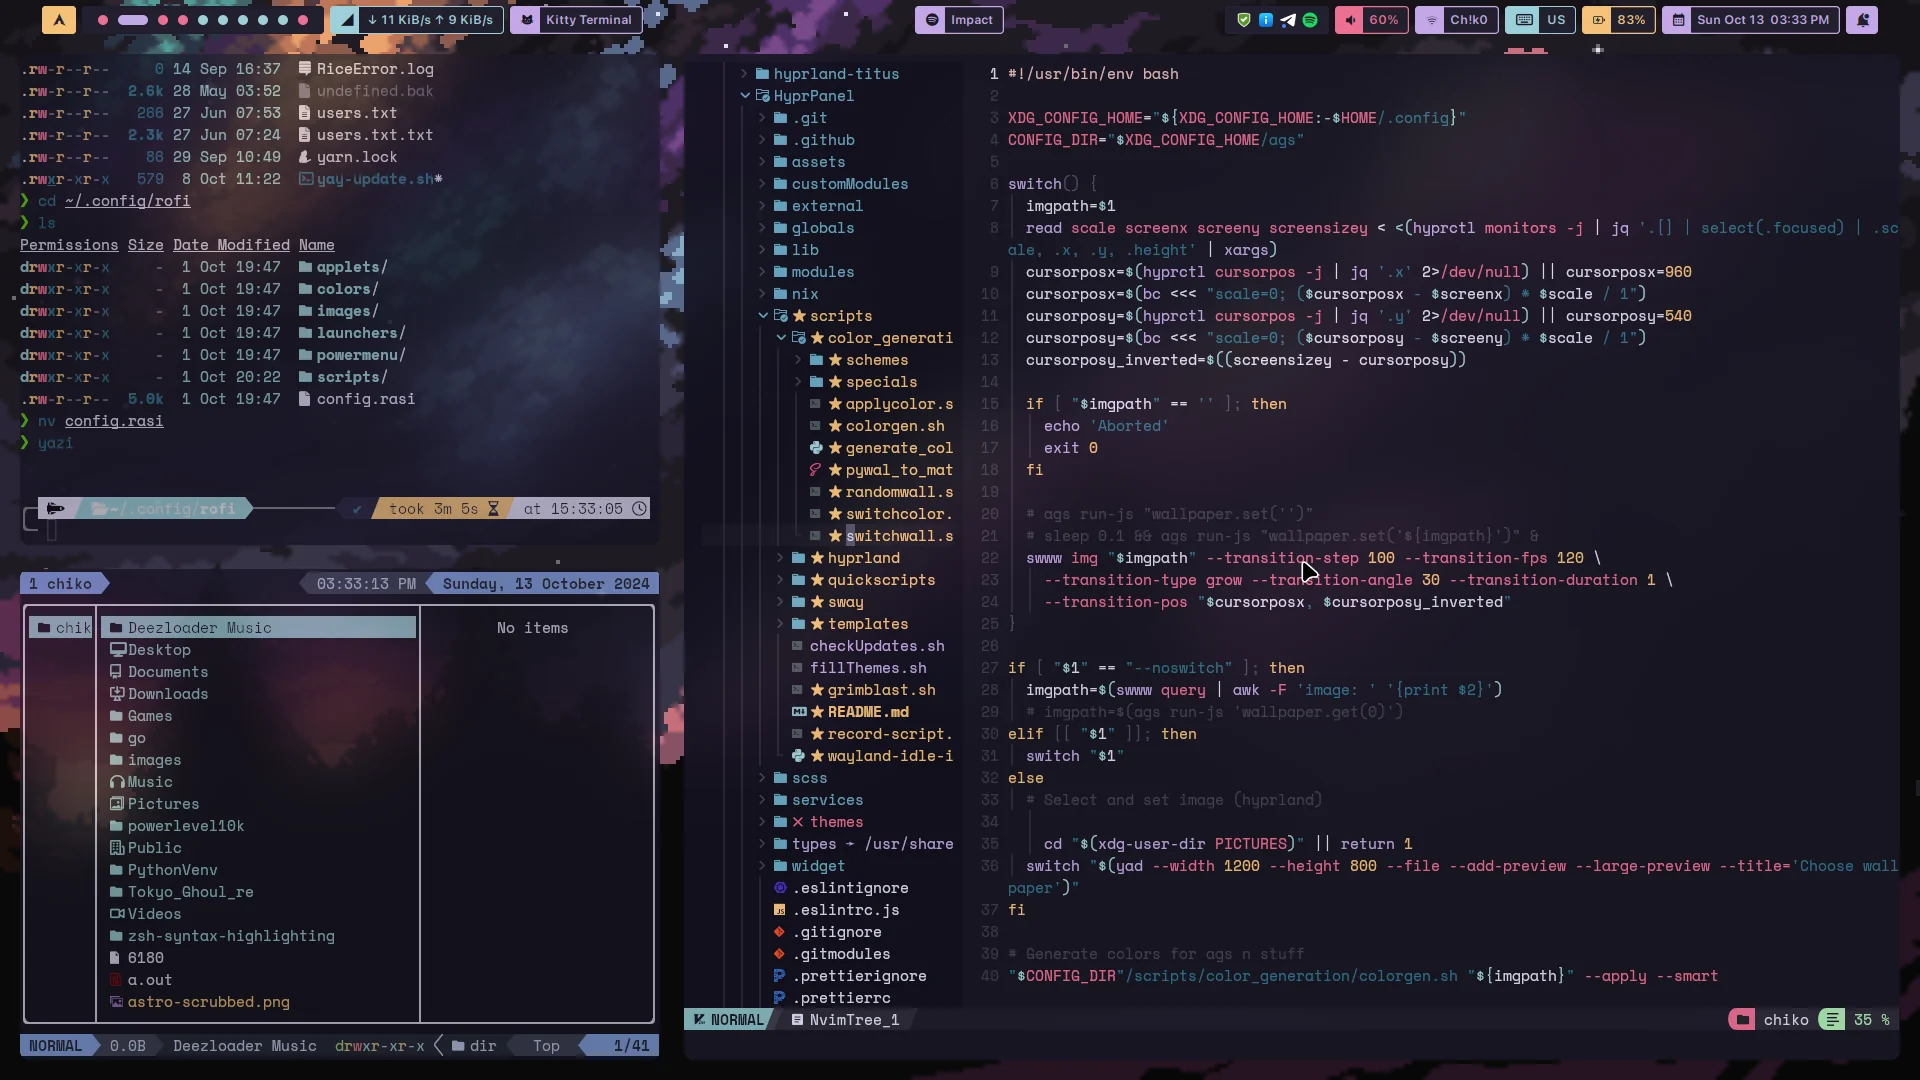 ↓ 11 KiB/s ↑ 9 KiB/s
Kitty Terminal
Impact
60%
Ch!k0
US
83%
Sun Oct 13 03:33 PM
.rw-r--r-- 0 14 Sep 16:37 RiceError.log
.rw-r--r-- 2.6k 28 May 03:52 undefined.bak
.rw-r--r-- 266 27 Jun 07:53 users.txt
.rw-r--r-- 2.3k 27 Jun 07:24 users.txt.txt
.rw-r--r-- 86 29 Sep 10:49 yarn.lock
.rwxr-xr-x 579 8 Oct 11:22 yay-update.sh*
❯ cd ~/.config/rofi
❯ ls
Permissions Size Date Modified Name
drwxr-xr-x - 1 Oct 19:47 applets/
drwxr-xr-x - 1 Oct 19:47 colors/
drwxr-xr-x - 1 Oct 19:47 images/
drwxr-xr-x - 1 Oct 19:47 launchers/
drwxr-xr-x - 1 Oct 19:47 powermenu/
drwxr-xr-x - 1 Oct 20:22 scripts/
.rw-r--r-- 5.0k 1 Oct 19:47 config.rasi
❯ nv config.rasi
❯ yazi
~/.config/rofi ✔ took 3m 5s at 15:33:05
1 chiko 03:33:13 PM Sunday, 13 October 2024
chik
Deezloader Music
Desktop
Documents
Downloads
Games
go
images
Music
Pictures
powerlevel10k
Public
PythonVenv
Tokyo_Ghoul_re
Videos
zsh-syntax-highlighting
6180
a.out
astro-scrubbed.png
No items
NORMAL 0.0B Deezloader Music drwxr-xr-x dir Top 1/41
hyprland-titus
HyprPanel
.git
.github
assets
customModules
external
globals
lib
modules
nix
★ scripts
★ color_generati
★ schemes
★ specials
★ applycolor.s
★ colorgen.sh
★ generate_col
★ pywal_to_mat
★ randomwall.s
★ switchcolor.
switchwall.s
★ hyprland
★ quickscripts
★ sway
★ templates
checkUpdates.sh
fillThemes.sh
★ grimblast.sh
★ README.md
★ record-script.
★ wayland-idle-i
scss
services
✗ themes
types → /usr/share
widget
.eslintignore
.eslintrc.js
.gitignore
.gitmodules
.prettierignore
.prettierrc
1 #!/usr/bin/env bash
2
3 XDG_CONFIG_HOME="${XDG_CONFIG_HOME:-$HOME/.config}"
4 CONFIG_DIR="$XDG_CONFIG_HOME/ags"
5
6 switch() {
7 imgpath=$1
8 read scale screenx screeny screensizey < <(hyprctl monitors -j | jq '.[] | select(.focused) | .sc
ale, .x, .y, .height' | xargs)
9 cursorposx=$(hyprctl cursorpos -j | jq '.x' 2>/dev/null) || cursorposx=960
10 cursorposx=$(bc <<< "scale=0; ($cursorposx - $screenx) * $scale / 1")
11 cursorposy=$(hyprctl cursorpos -j | jq '.y' 2>/dev/null) || cursorposy=540
12 cursorposy=$(bc <<< "scale=0; ($cursorposy - $screeny) * $scale / 1")
13 cursorposy_inverted=$((screensizey - cursorposy))
14
15 if [ "$imgpath" == '' ]; then
16 echo 'Aborted'
17 exit 0
18 fi
19
20 # ags run-js "wallpaper.set('')"
21 # sleep 0.1 && ags run-js "wallpaper.set('${imgpath}')" &
22 swww img "$imgpath" --transition-step 100 --transition-fps 120 \
23 --transition-type grow --transition-angle 30 --transition-duration 1 \
24 --transition-pos "$cursorposx, $cursorposy_inverted"
25 }
26
27 if [ "$1" == "--noswitch" ]; then
28 imgpath=$(swww query | awk -F 'image: ' '{print $2}')
29 # imgpath=$(ags run-js 'wallpaper.get(0)')
30 elif [[ "$1" ]]; then
31 switch "$1"
32 else
33 # Select and set image (hyprland)
34
35 cd "$(xdg-user-dir PICTURES)" || return 1
36 switch "$(yad --width 1200 --height 800 --file --add-preview --large-preview --title='Choose wall
paper')"
37 fi
38
39 # Generate colors for ags n stuff
40 "$CONFIG_DIR"/scripts/color_generation/colorgen.sh "${imgpath}" --apply --smart
NORMAL NvimTree_1 chiko 35 %